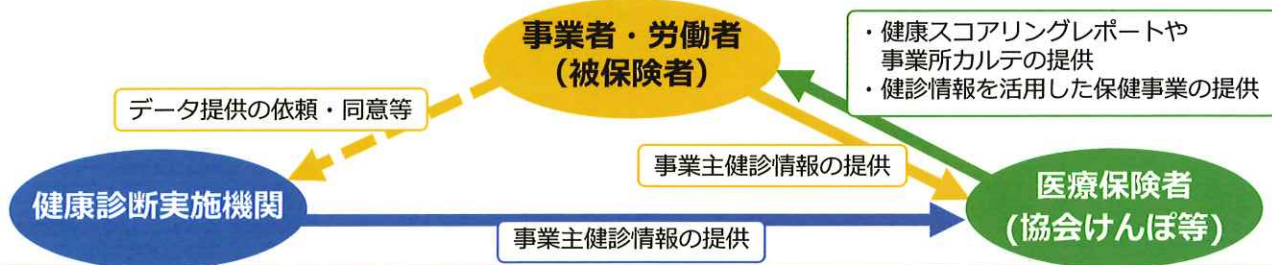 事業者・労働者
(被保険者)
・健康スコアリングレポートや
事業所カルテの提供
・健診情報を活用した保健事業の提供
データ提供の依頼・同意等
事業主健診情報の提供
健康診断実施機関
医療保険者
(協会けんぽ等)
事業主健診情報の提供